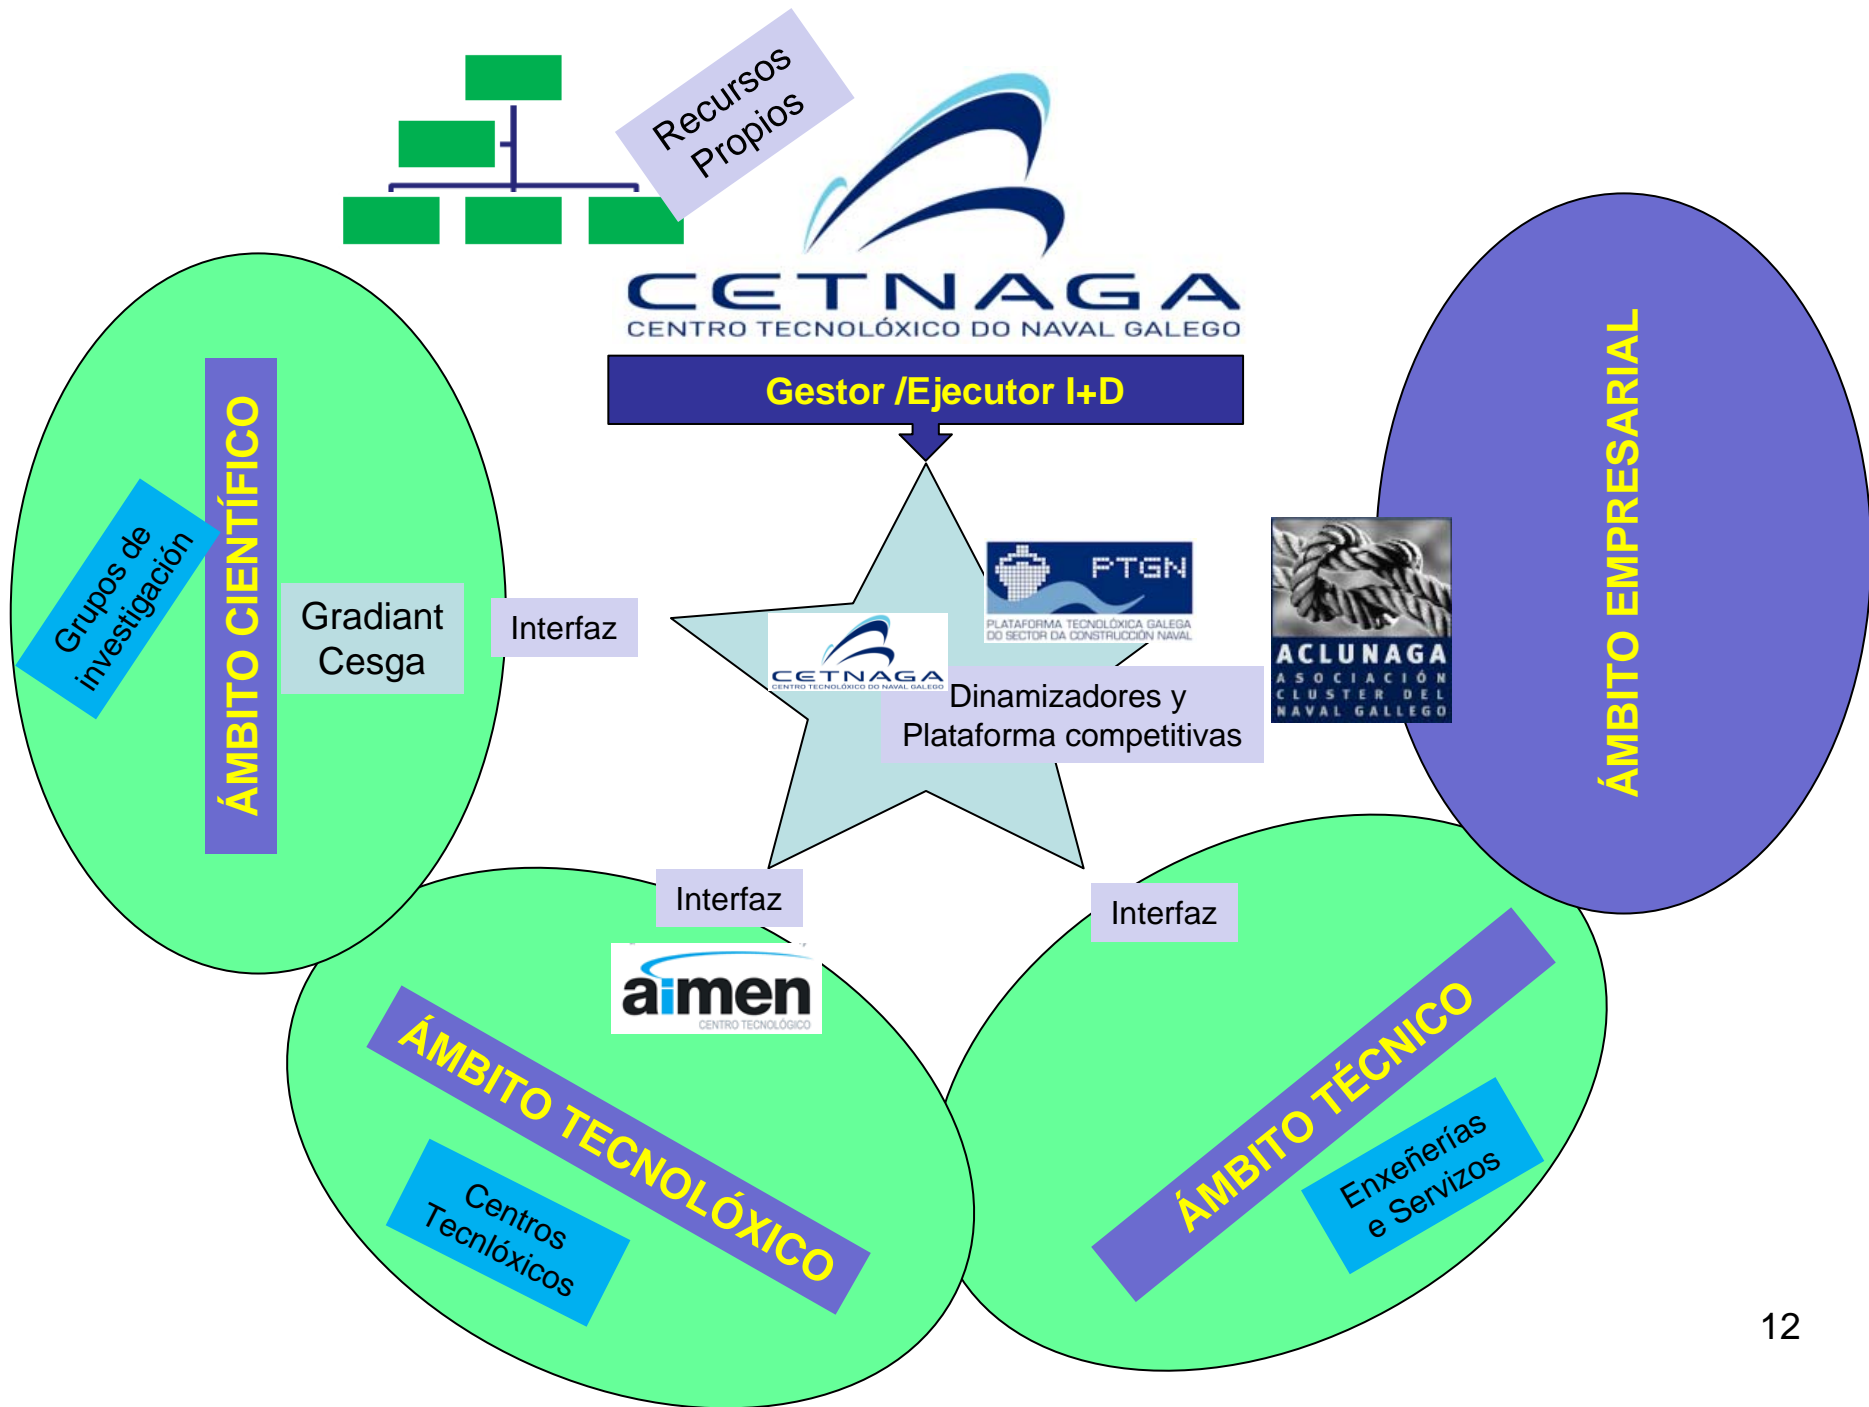 Recursos
Propios
CETNAGA
CENTRO TECNOLÓXICO DO NAVAL GALEGO
Gestor /Ejecutor I+D
ÁMBITO CIENTÍFICO
Grupos de
investigación
Gradiant
Cesga
Interfaz
CETNAGA
CENTRO TECNOLÓXICO DO NAVAL GALEGO
PTGN
PLATAFORMA TECNOLÓXICA GALEGA
DO SECTOR DA CONSTRUCCIÓN NAVAL
Dinamizadores y
Plataforma competitivas
ACLUNAGA
ASOCIACIÓN
CLUSTER DEL
NAVAL GALLEGO
ÁMBITO EMPRESARIAL
Interfaz
aimen
CENTRO TECNOLÓGICO
ÁMBITO TECNOLÓXICO
Centros
Tecnlóxicos
Interfaz
ÁMBITO TÉCNICO
Enxeñerías
e Servizos
12